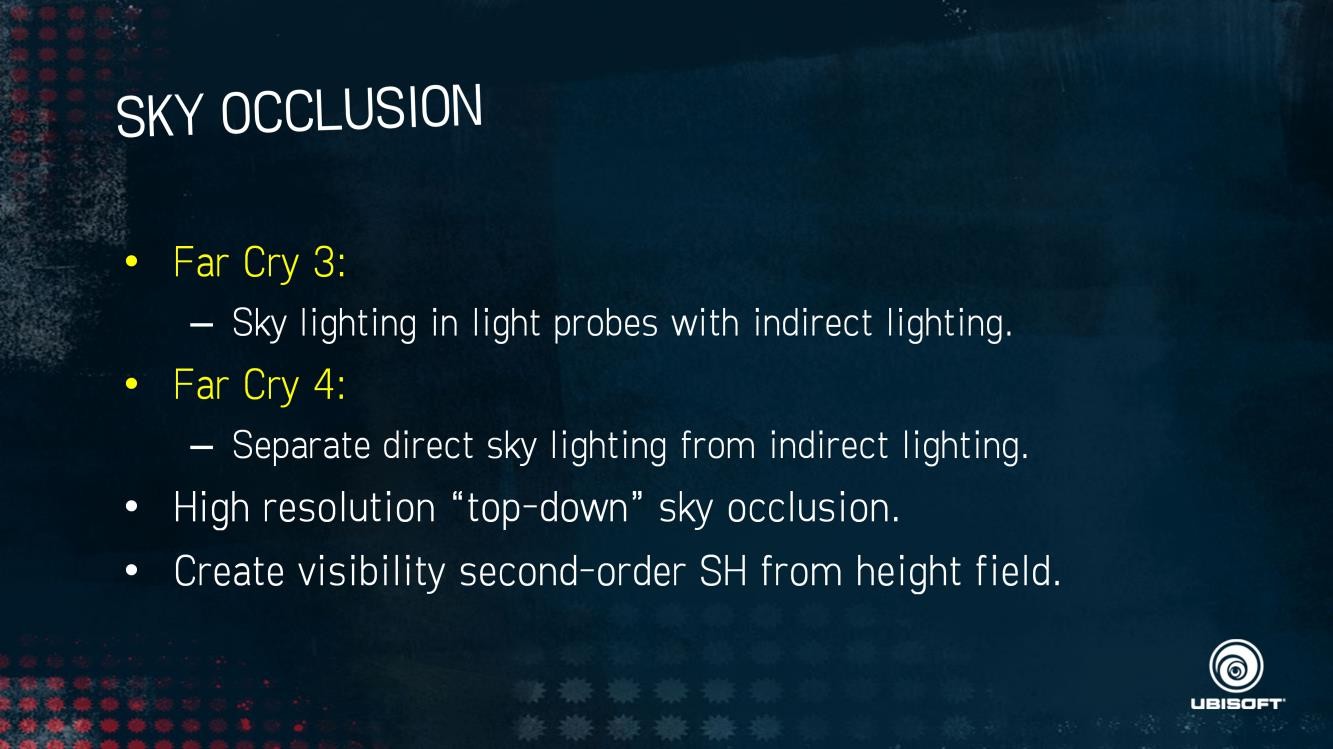 SKY OCCLUSION
• Far Cry 3:
– Sky lighting in light probes with indirect lighting.
• Far Cry 4:
– Separate direct sky lighting from indirect lighting.
• High resolution “top-down” sky occlusion.
• Create visibility second-order SH from height field.
UBISOFT